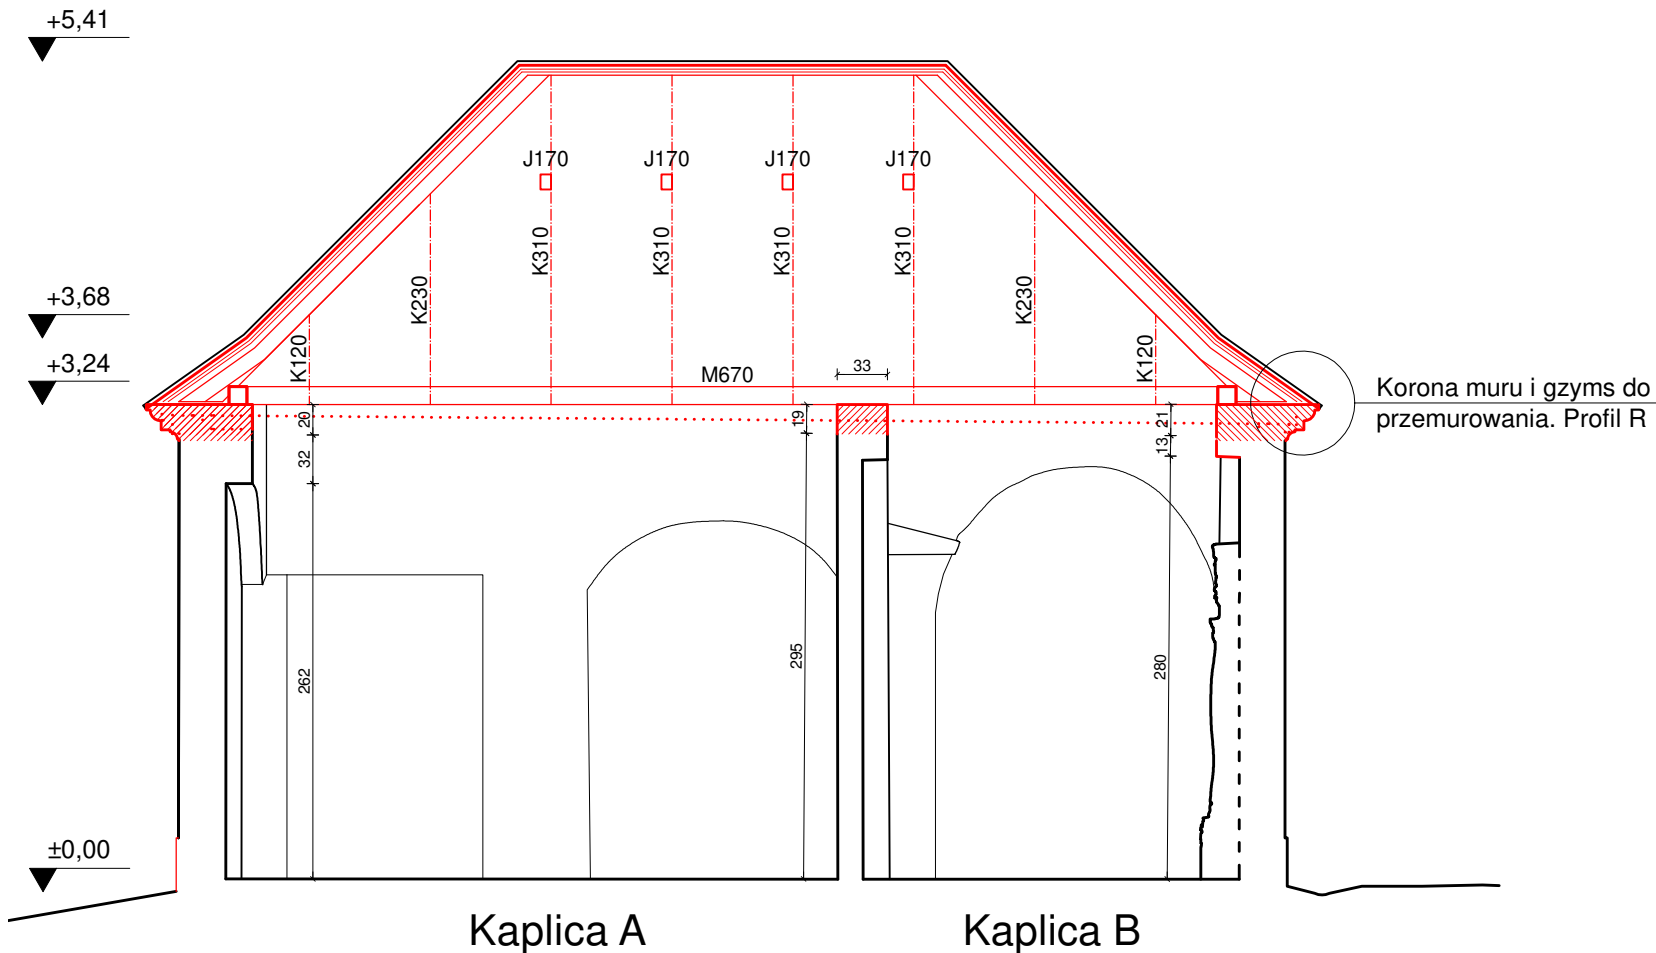 +5,41
J170 J170 J170 J170
K310 K310 K310 K310
K230 K230
+3,68
K120 K120
+3,24
M670
33
Korona muru i gzyms do
przemurowania. Profil R
20
32
262
19
295
21
13
280
±0,00
Kaplica A
Kaplica B